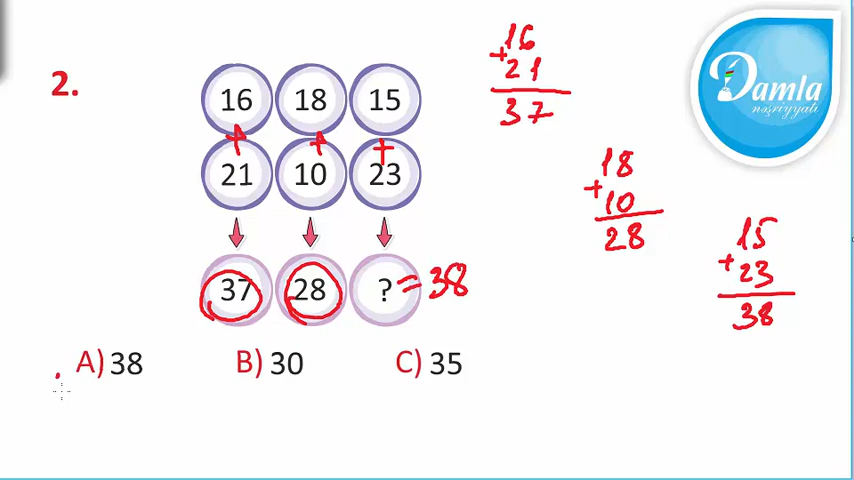 2.
16 18 15
+ + +
21 10 23
37 28 ? = 38
A) 38 B) 30 C) 35
16
+ 21
37
18
+ 10
28
15
+ 23
38
Damla
nəşriyyatı